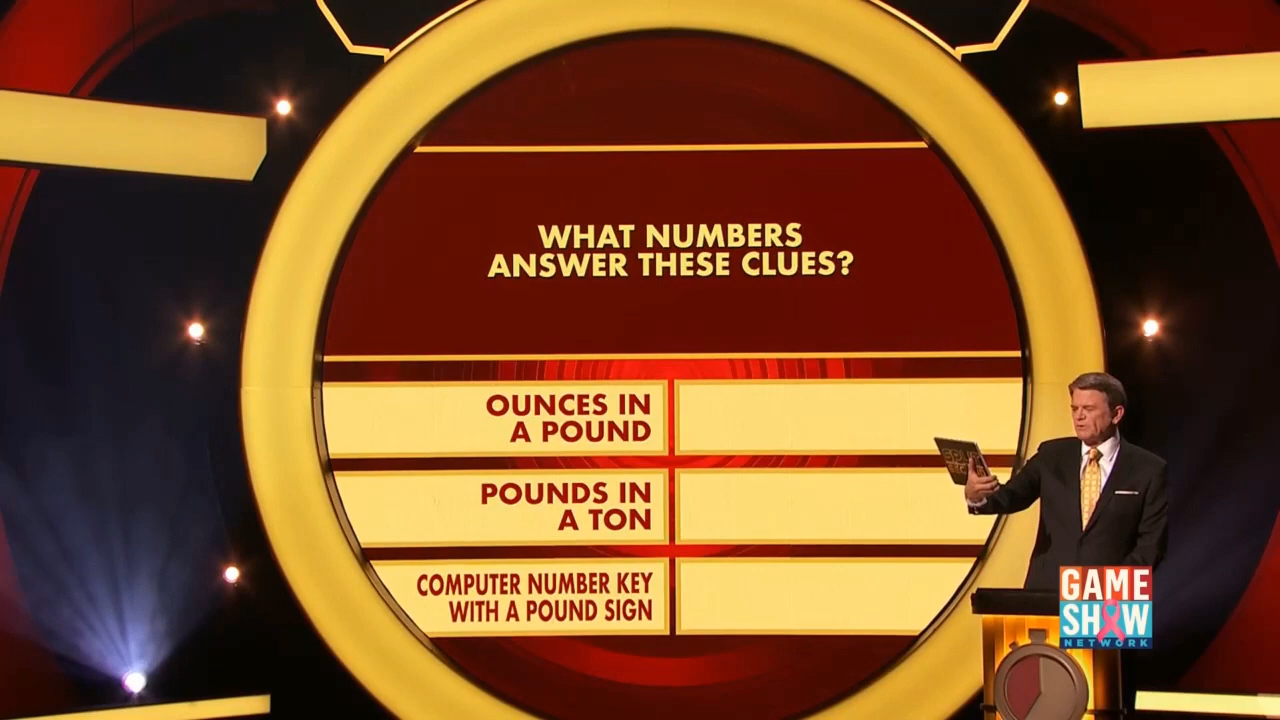 WHAT NUMBERS
ANSWER THESE CLUES?
OUNCES IN
A POUND
POUNDS IN
A TON
COMPUTER NUMBER KEY
WITH A POUND SIGN
GAME
SHOW
NETWORK